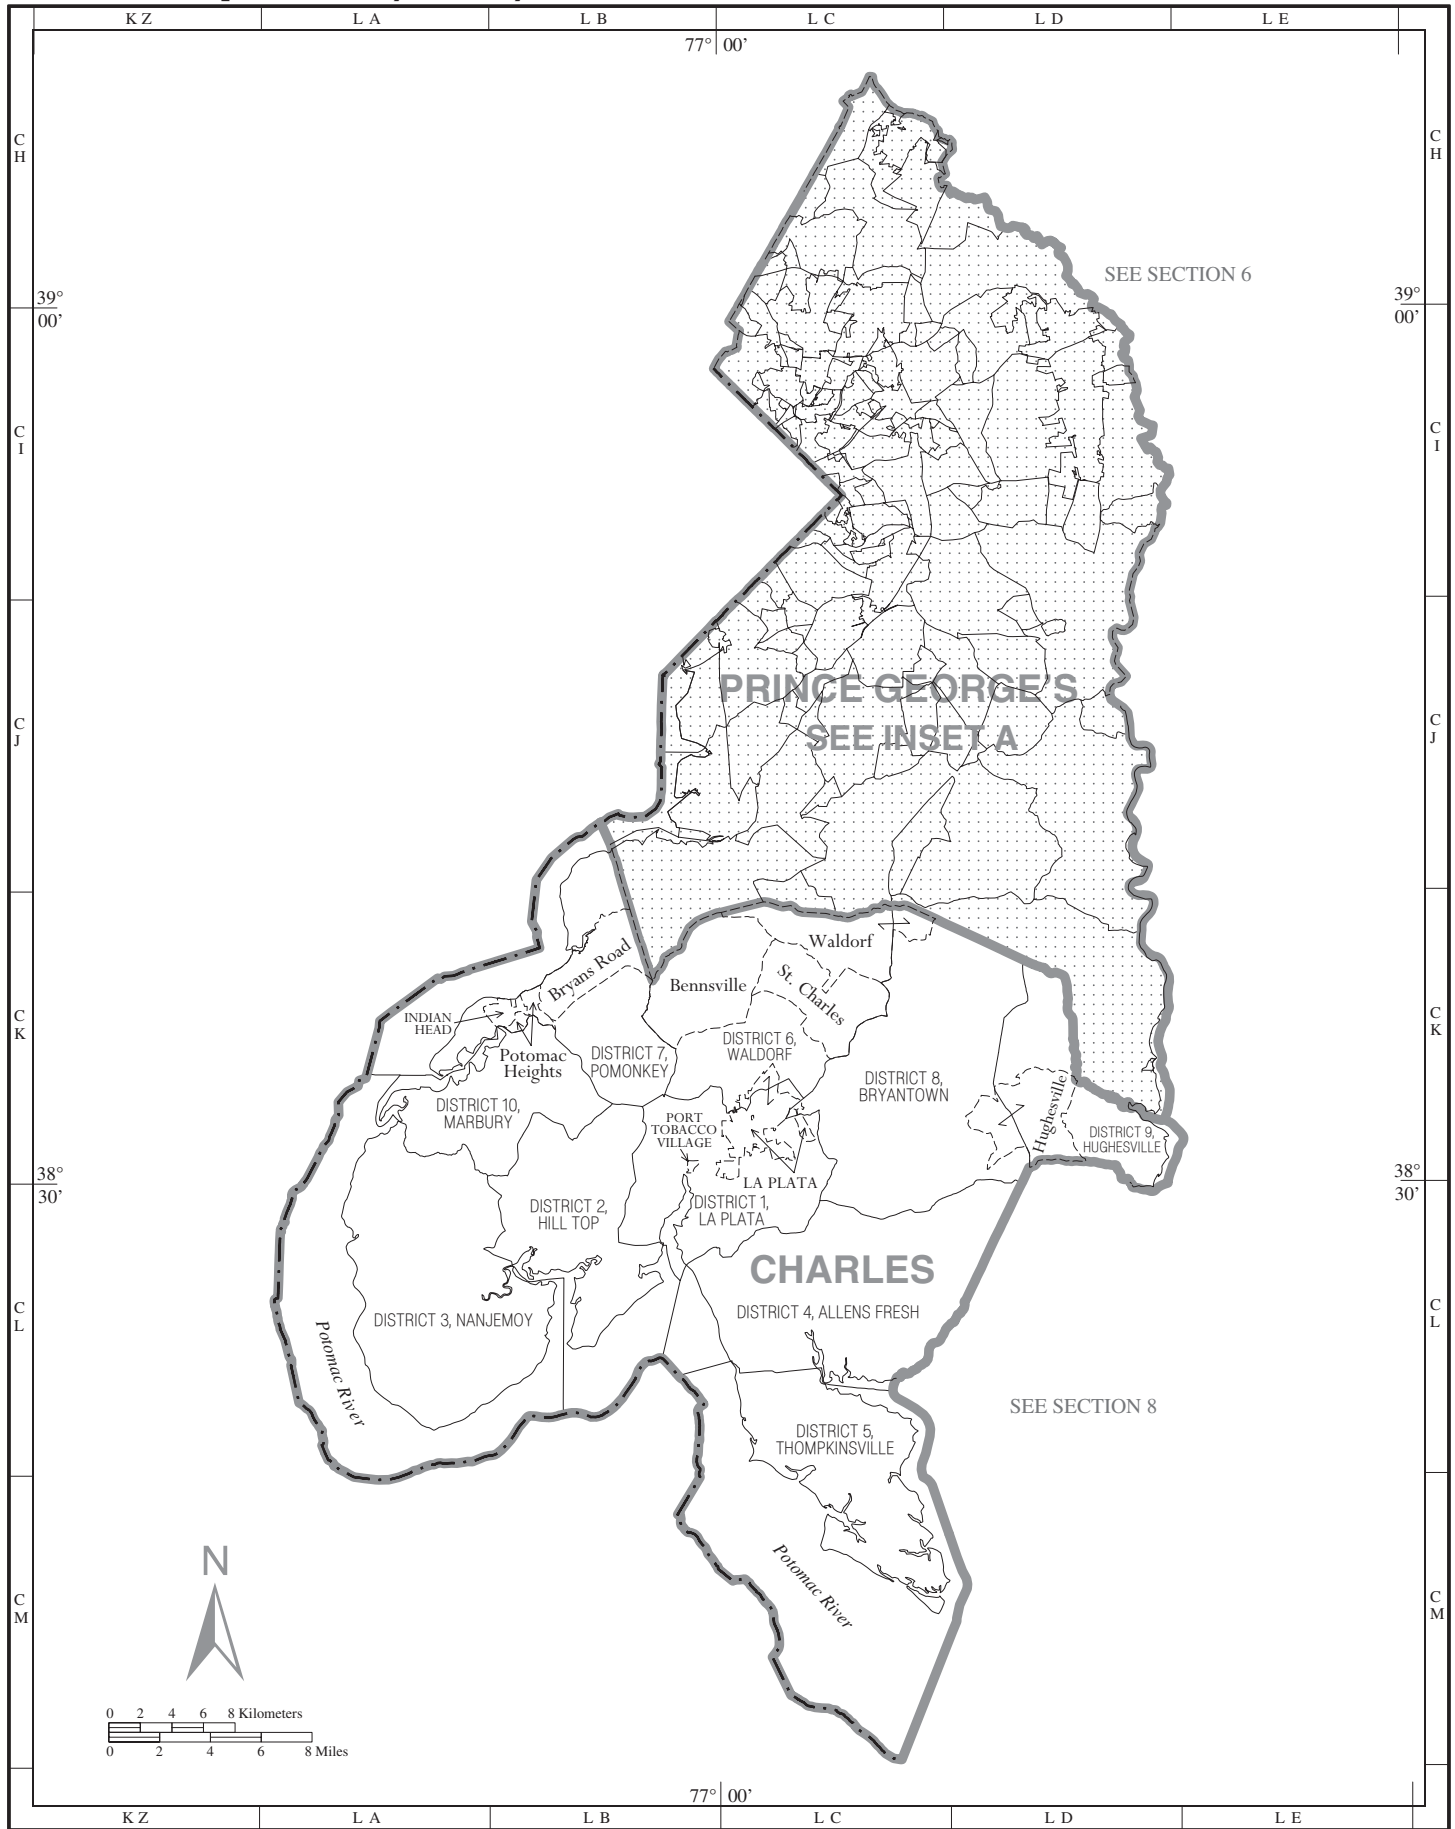 KZ LA LB LC LD LE
77° 00'
CH CH
SEE SECTION 6
39°
00'
39°
00'
CI CI
PRINCE GEORGE'S
SEE INSET A
CJ CJ
Waldorf
Bryans Road
Bennsville
St. Charles
INDIAN
HEAD
CK CK
Potomac
Heights
DISTRICT 6,
WALDORF
DISTRICT 7,
POMONKEY
DISTRICT 8,
BRYANTOWN
DISTRICT 10,
MARBURY
PORT
TOBACCO
VILLAGE
Hughesville
DISTRICT 9,
HUGHESVILLE
38°
30'
LA PLATA
38°
30'
DISTRICT 2,
HILL TOP
DISTRICT 1,
LA PLATA
CHARLES
DISTRICT 3, NANJEMOY
DISTRICT 4, ALLENS FRESH
CL CL
Potomac River
SEE SECTION 8
DISTRICT 5,
THOMPKINSVILLE
N
Potomac River
CM CM
0 2 4 6 8 Kilometers
0 2 4 6 8 Miles
77° 00'
KZ LA LB LC LD LE